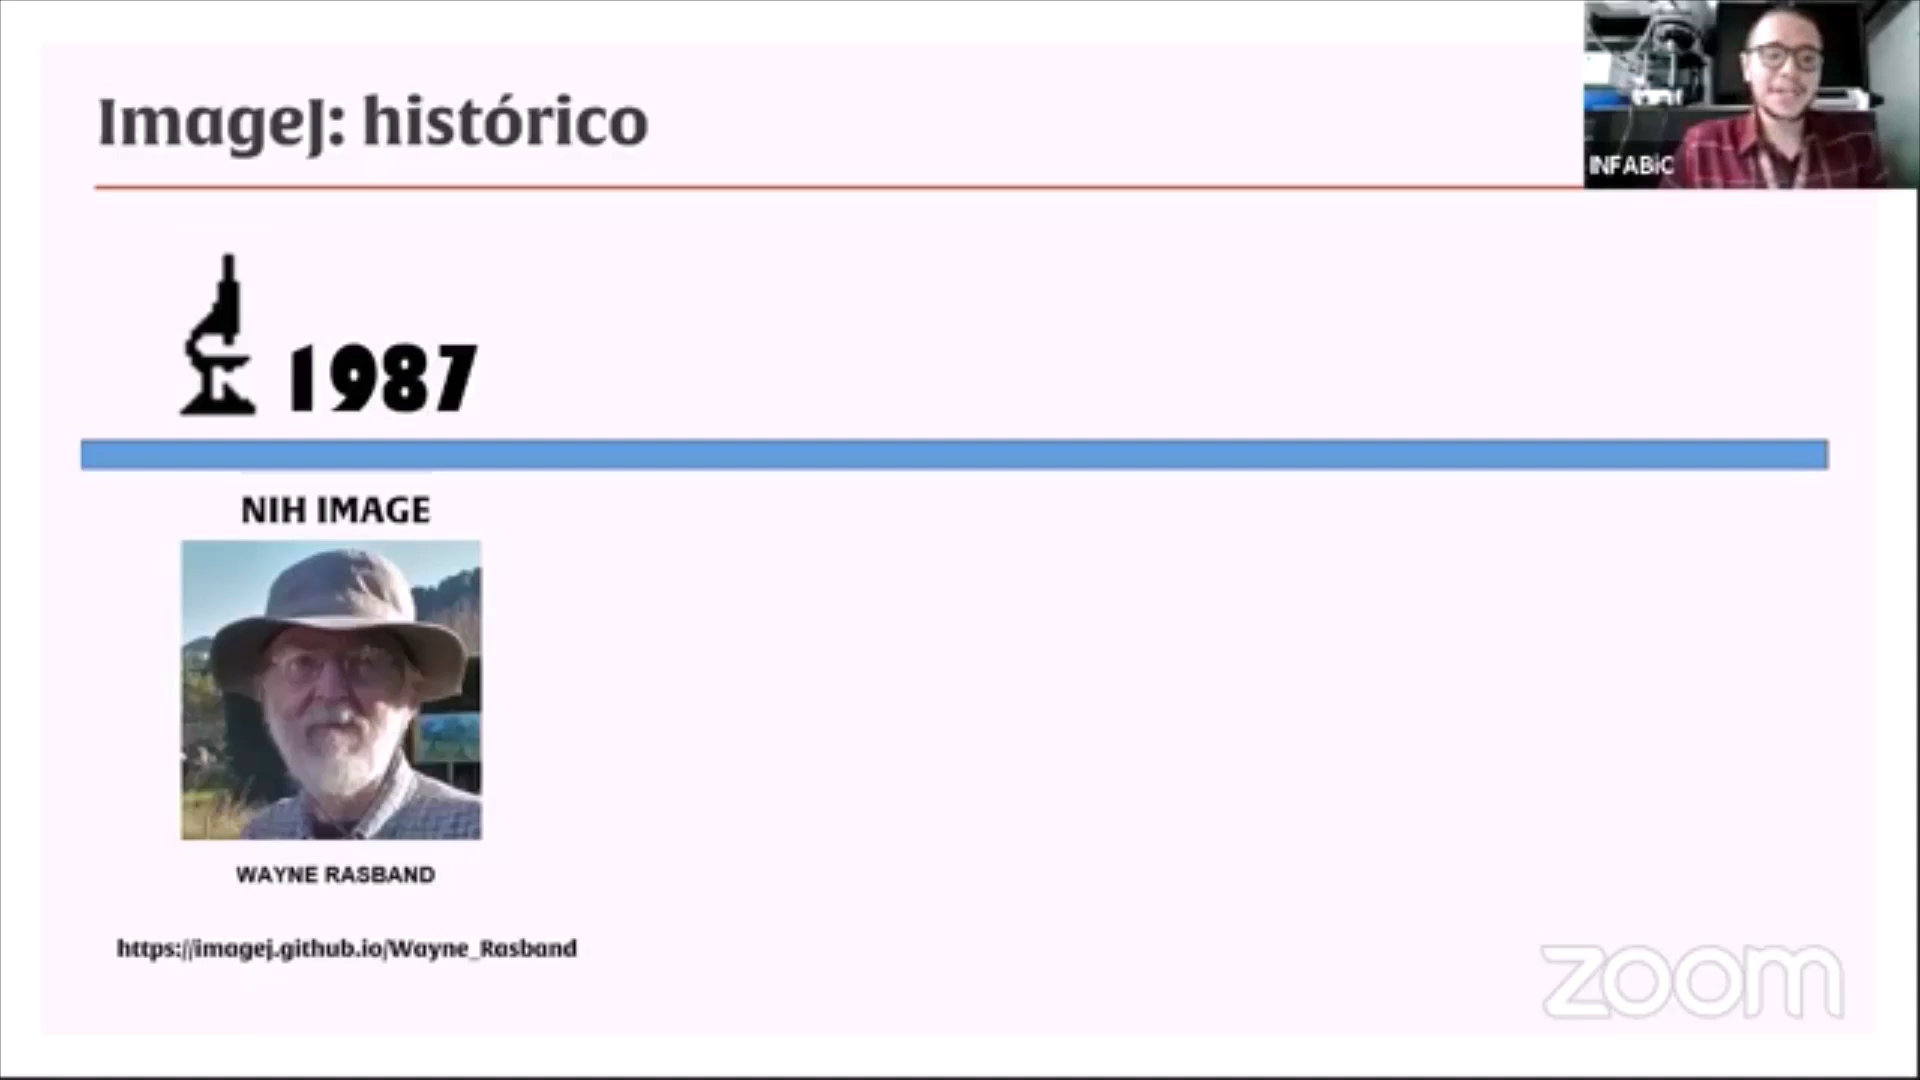 ImageJ: histórico
INFABiC
1987
NIH IMAGE
WAYNE RASBAND
https://imagej.github.io/Wayne_Rasband
zoom